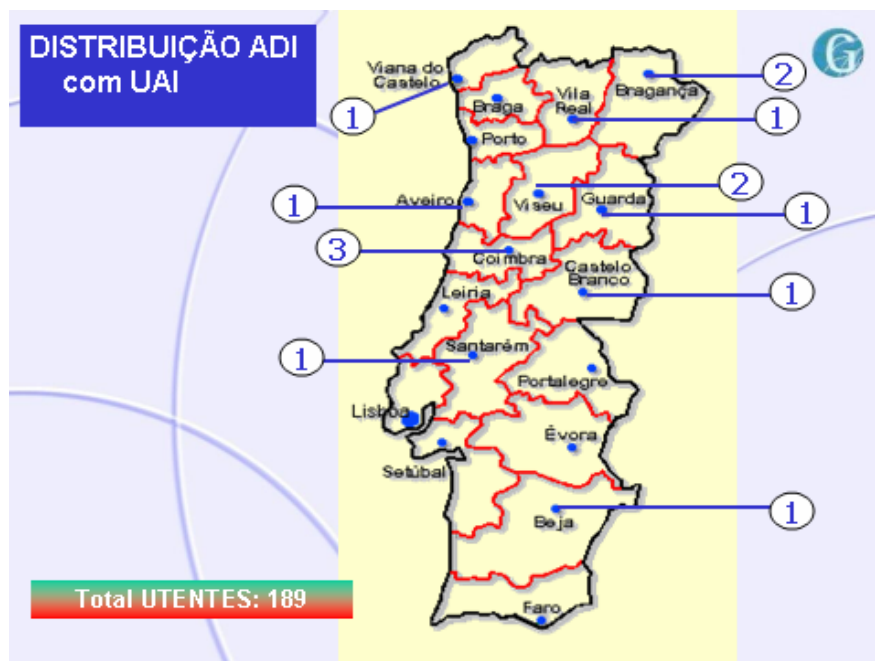 DISTRIBUIÇÃO ADI
com UAI
G
Viana do
Castelo
2
Bragança
1
Braga
Vila
Real
1
Porto
2
1
Aveiro
Viseu
Guarda
1
3
Coimbra
Castelo
Branco
1
Leiria
1
Santarém
Portalegre
Lisboa
Évora
Setúbal
1
Beja
Total UTENTES: 189
Faro